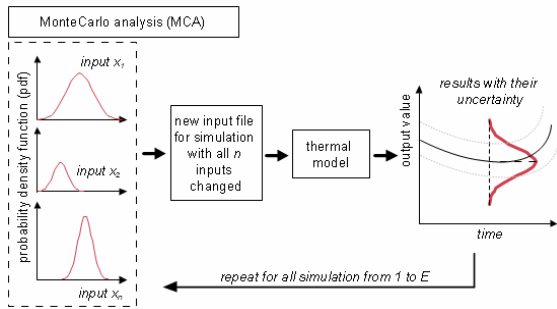 MonteCarlo analysis (MCA)
probability density function (pdf)
input x1
input x2
input xn
new input file
for simulation
with all n
inputs
changed
thermal
model
results with their
uncertainty
output value
time
repeat for all simulation from 1 to E